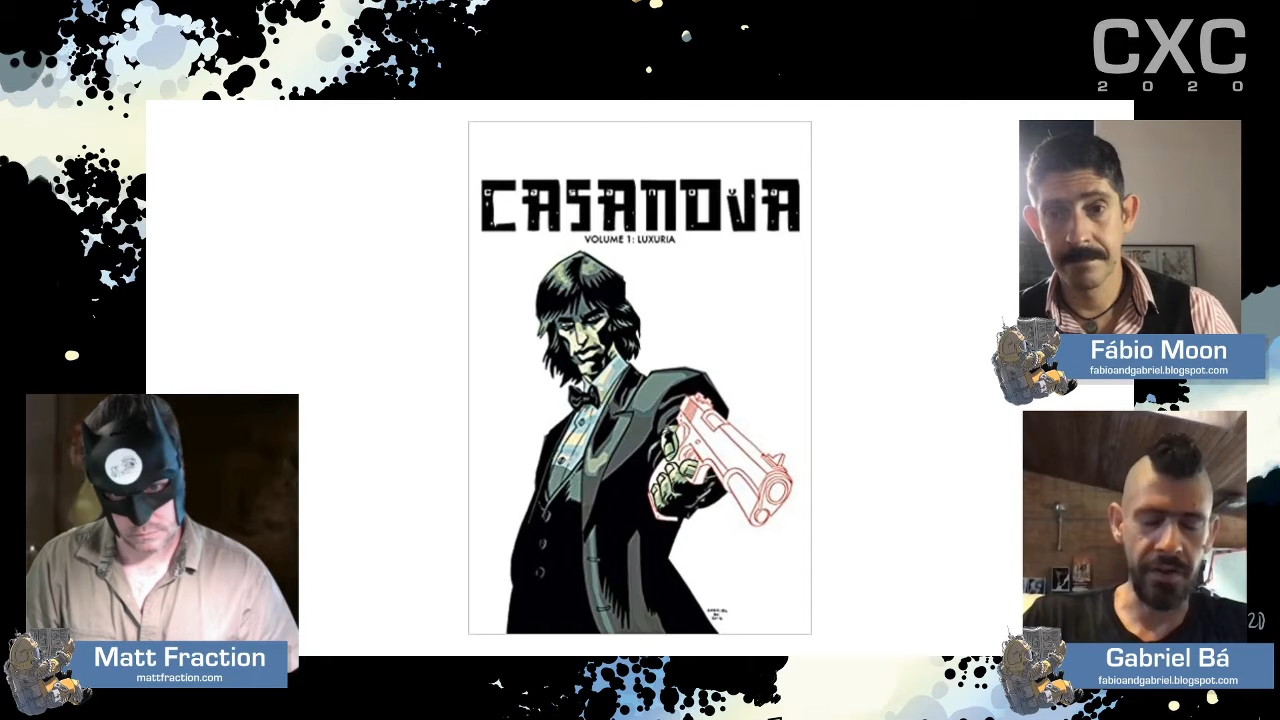 CXC
2020
CASANOVA
VOLUME 1: LUXURIA
Fábio Moon
fabioandgabriel.blogspot.com
Matt Fraction
mattfraction.com
Gabriel Bá
fabioandgabriel.blogspot.com